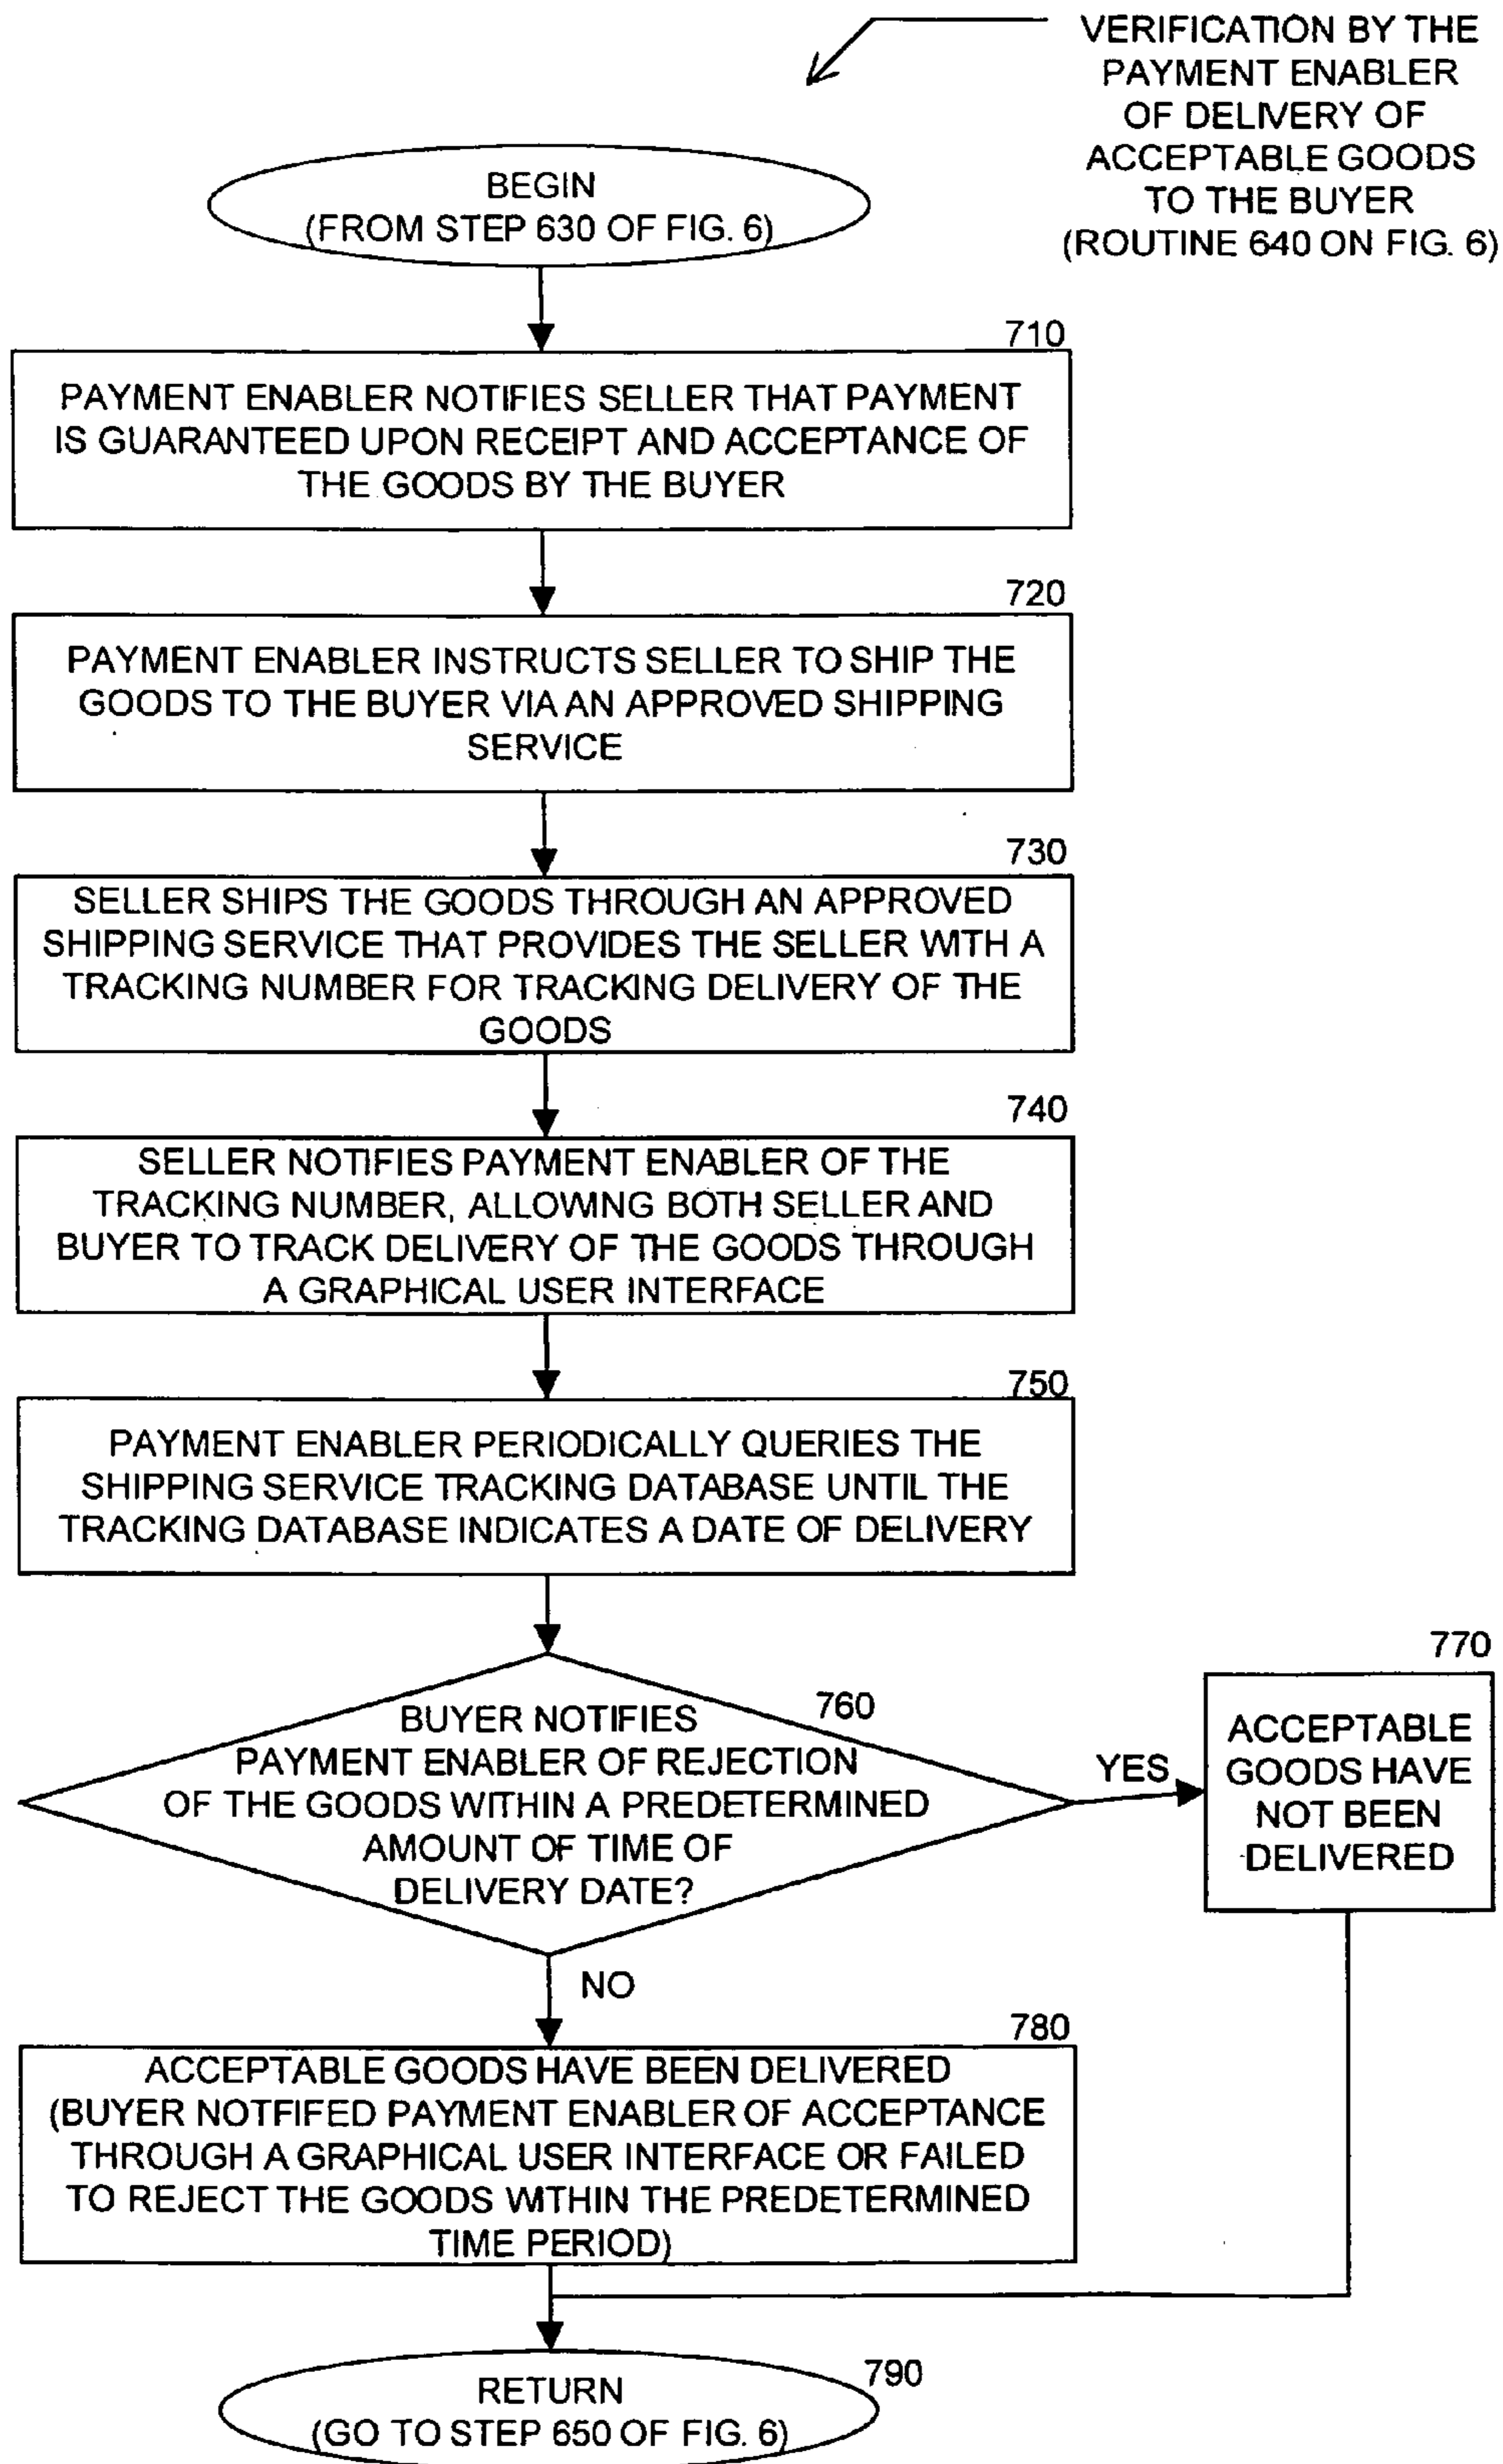 VERIFICATION BY THE
PAYMENT ENABLER
OF DELIVERY OF
ACCEPTABLE GOODS
TO THE BUYER
(ROUTINE 640 ON FIG. 6)
BEGIN
(FROM STEP 630 OF FIG. 6)
710
PAYMENT ENABLER NOTIFIES SELLER THAT PAYMENT
IS GUARANTEED UPON RECEIPT AND ACCEPTANCE OF
THE GOODS BY THE BUYER
720
PAYMENT ENABLER INSTRUCTS SELLER TO SHIP THE
GOODS TO THE BUYER VIA AN APPROVED SHIPPING
SERVICE
730
SELLER SHIPS THE GOODS THROUGH AN APPROVED
SHIPPING SERVICE THAT PROVIDES THE SELLER WITH A
TRACKING NUMBER FOR TRACKING DELIVERY OF THE
GOODS
740
SELLER NOTIFIES PAYMENT ENABLER OF THE
TRACKING NUMBER, ALLOWING BOTH SELLER AND
BUYER TO TRACK DELIVERY OF THE GOODS THROUGH
A GRAPHICAL USER INTERFACE
750
PAYMENT ENABLER PERIODICALLY QUERIES THE
SHIPPING SERVICE TRACKING DATABASE UNTIL THE
TRACKING DATABASE INDICATES A DATE OF DELIVERY
760
BUYER NOTIFIES
PAYMENT ENABLER OF REJECTION
OF THE GOODS WITHIN A PREDETERMINED
AMOUNT OF TIME OF
DELIVERY DATE?
YES
770
ACCEPTABLE
GOODS HAVE
NOT BEEN
DELIVERED
NO
780
ACCEPTABLE GOODS HAVE BEEN DELIVERED
(BUYER NOTFIFED PAYMENT ENABLER OF ACCEPTANCE
THROUGH A GRAPHICAL USER INTERFACE OR FAILED
TO REJECT THE GOODS WITHIN THE PREDETERMINED
TIME PERIOD)
790
RETURN
(GO TO STEP 650 OF FIG. 6)